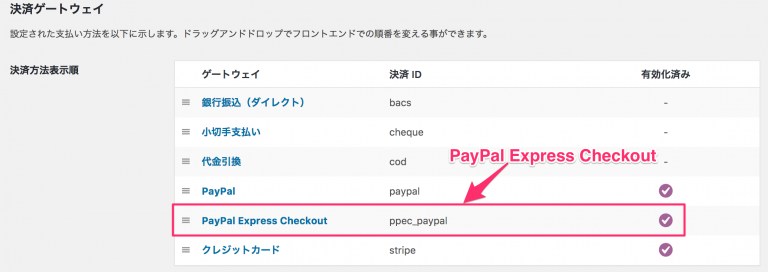 決済ゲートウェイ
設定された支払い方法を以下に示します。ドラッグアンドドロップでフロントエンドでの順番を変える事ができます。
決済方法表示順
ゲートウェイ 決済 ID 有効化済み
銀行振込（ダイレクト） bacs -
小切手支払い cheque -
PayPal Express Checkout
代金引換 cod -
PayPal paypal
PayPal Express Checkout ppec_paypal
クレジットカード stripe